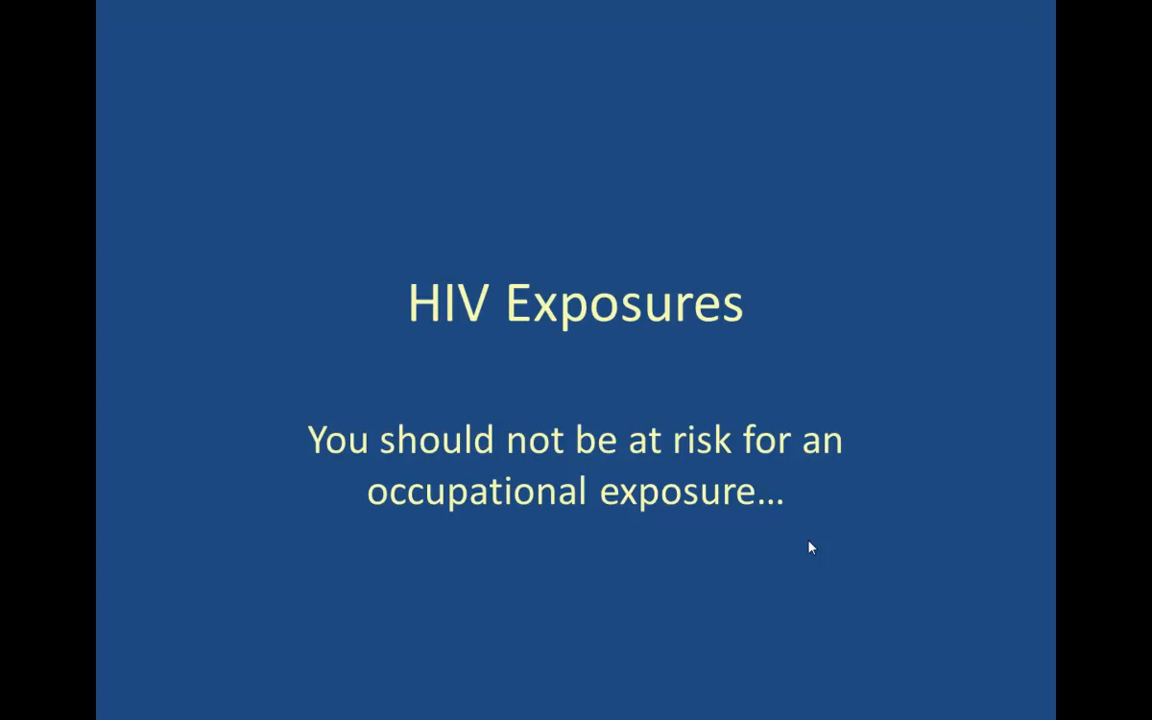 HIV Exposures
You should not be at risk for an
occupational exposure...